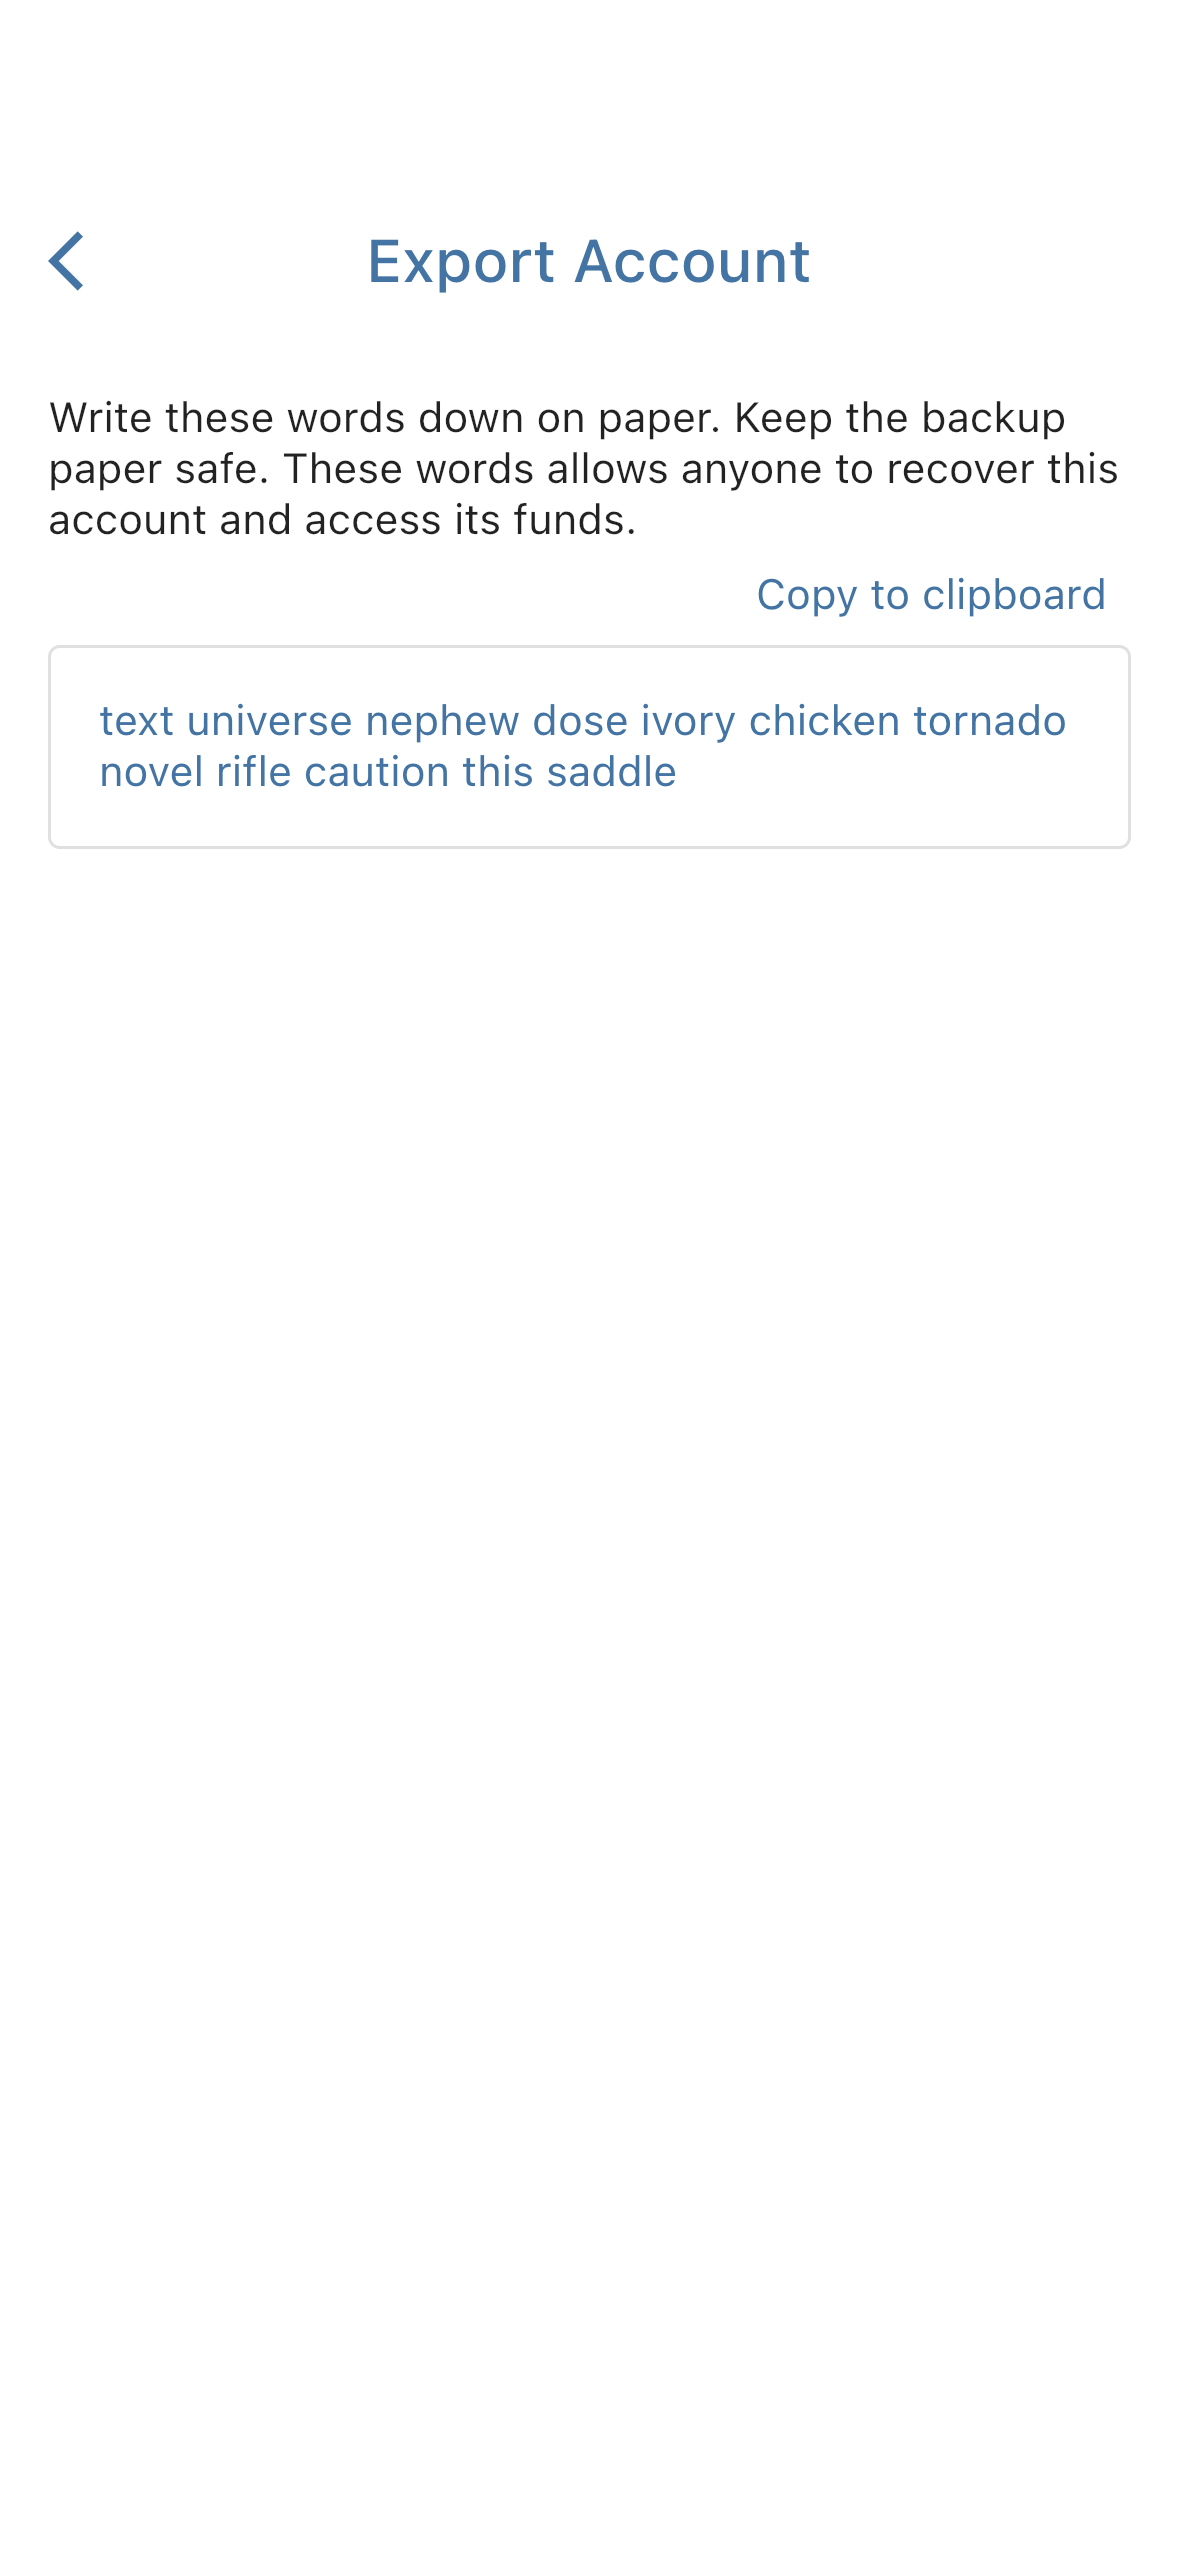 Export Account
Write these words down on paper. Keep the backup
paper safe. These words allows anyone to recover this
account and access its funds.
Copy to clipboard
text universe nephew dose ivory chicken tornado
novel rifle caution this saddle